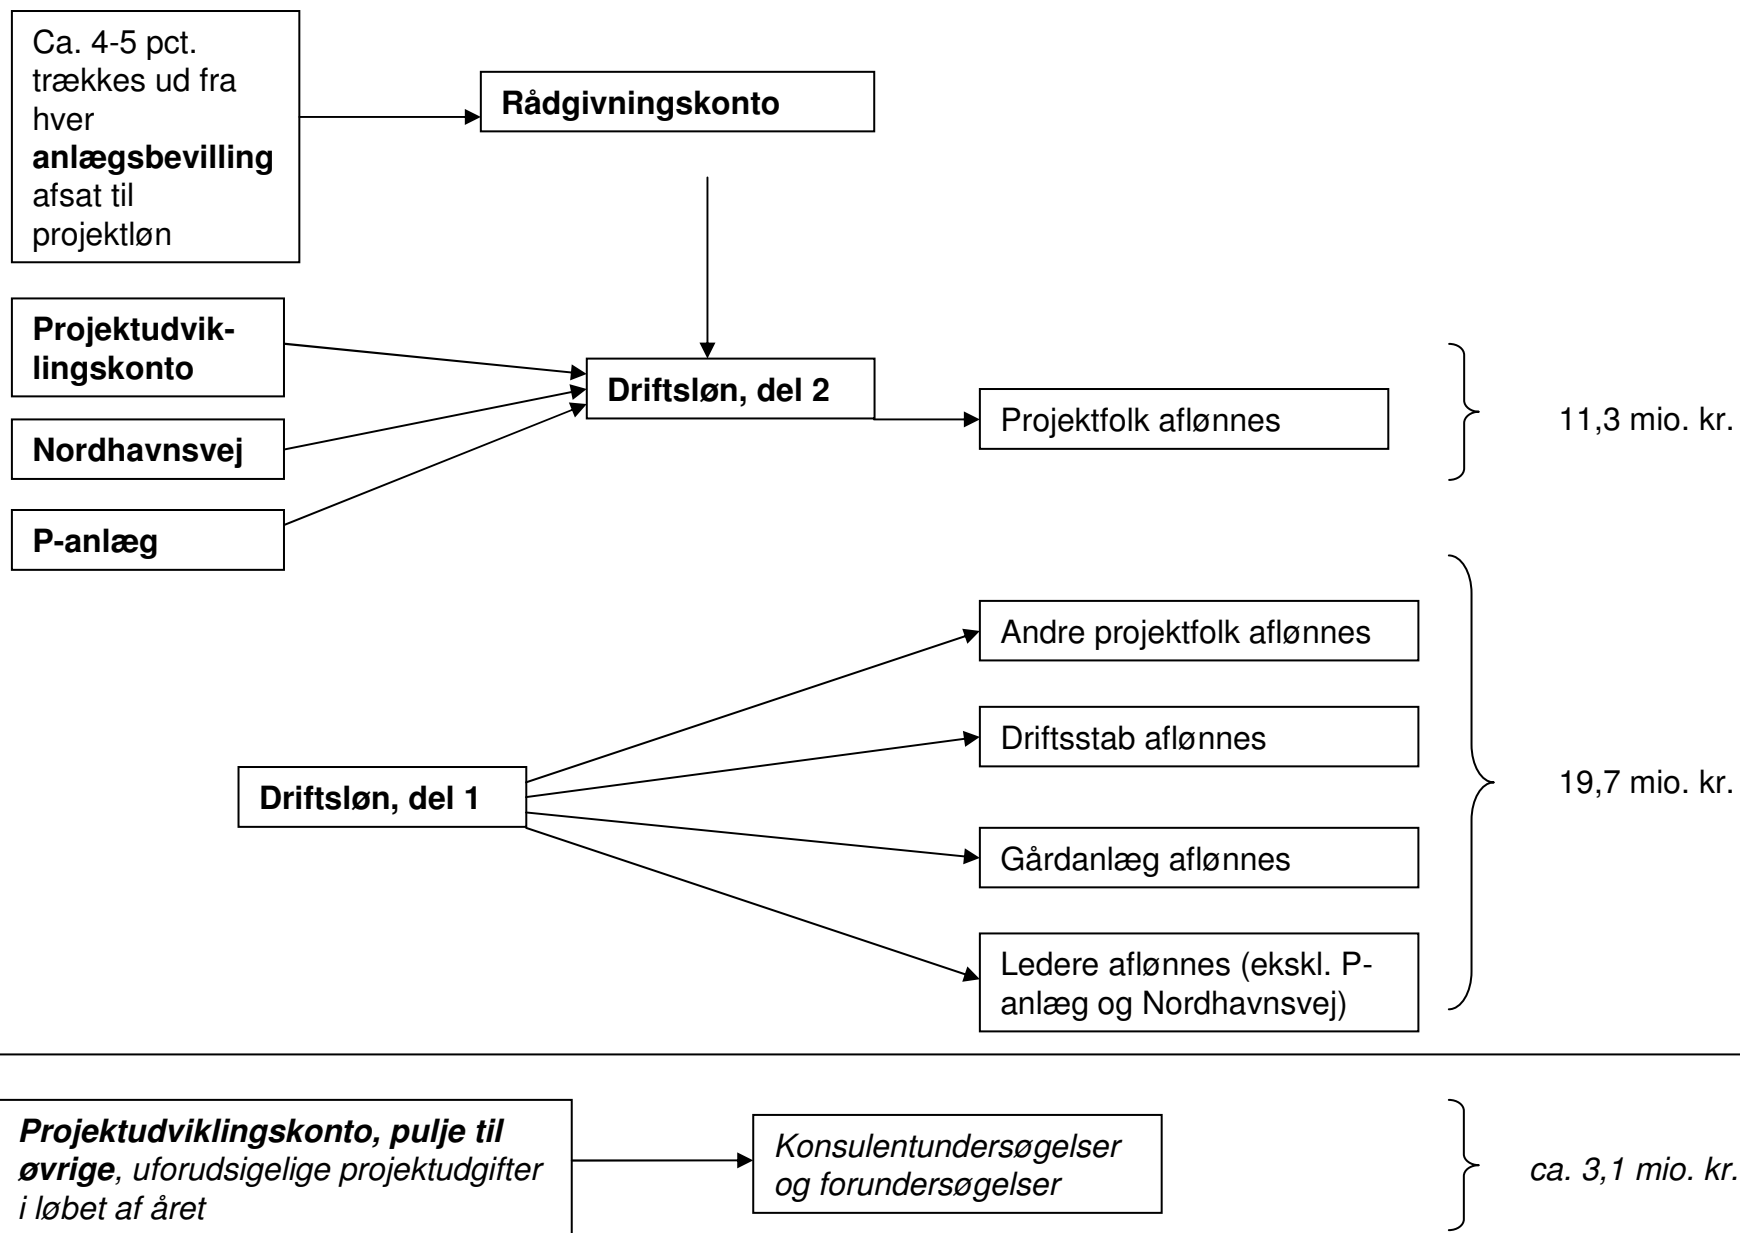 Ca. 4-5 pct.
trækkes ud fra
hver
anlægsbevilling
afsat til
projektløn
Rådgivningskonto
Projektudvik-
lingskonto
Nordhavnsvej
P-anlæg
Driftsløn, del 2
Projektfolk aflønnes
11,3 mio. kr.
Andre projektfolk aflønnes
Driftsstab aflønnes
Driftsløn, del 1
Gårdanlæg aflønnes
Ledere aflønnes (ekskl. P-
anlæg og Nordhavnsvej)
19,7 mio. kr.
Projektudviklingskonto, pulje til
øvrige, uforudsigelige projektudgifter
i løbet af året
Konsulentundersøgelser
og forundersøgelser
ca. 3,1 mio. kr.